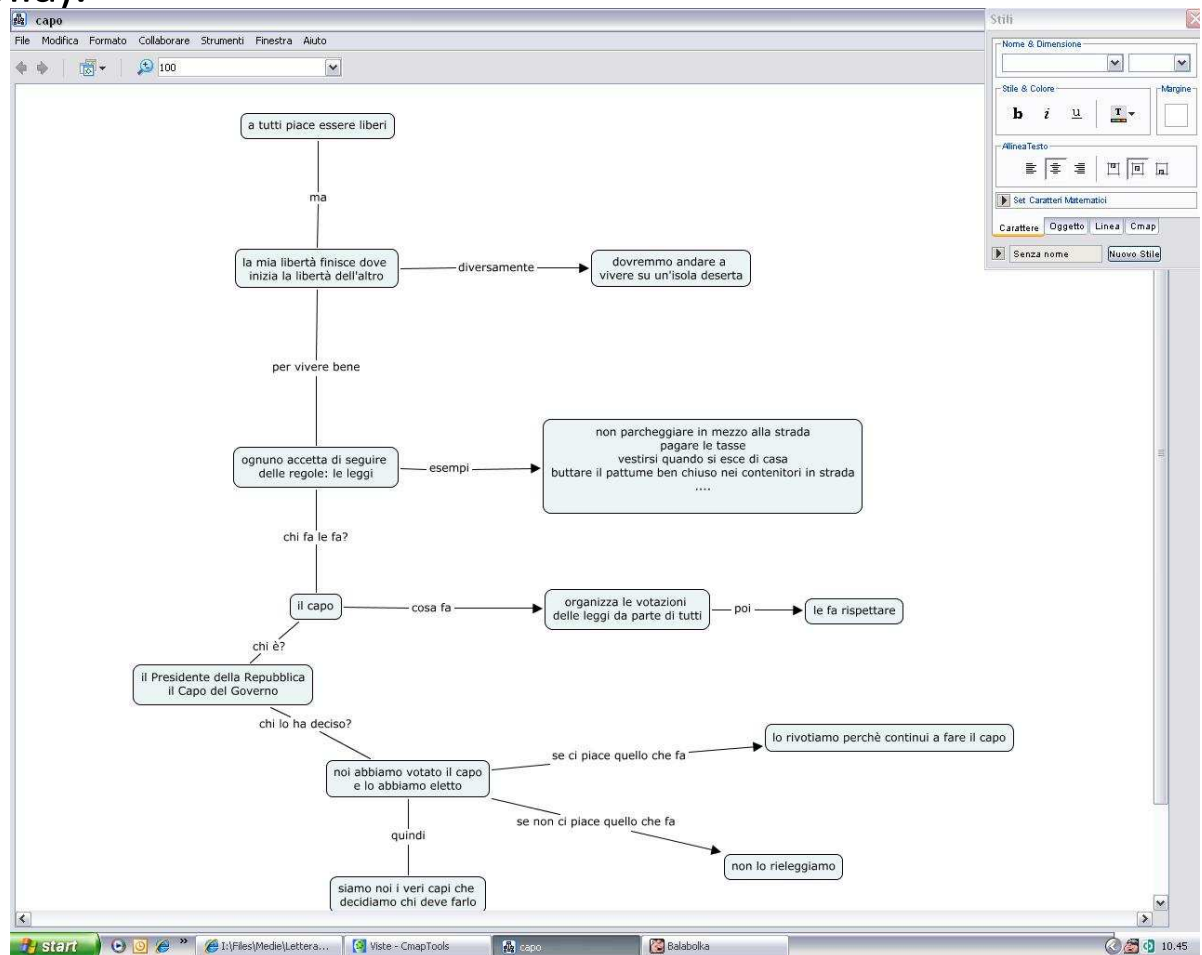 capo
File Modifica Formato Collaborare Strumenti Finestra Aiuto
100
a tutti piace essere liberi
ma
la mia libertà finisce dove
inizia la libertà dell'altro
diversamente
dovremmo andare a
vivere su un'isola deserta
per vivere bene
ognuno accetta di seguire
delle regole: le leggi
esempi
non parcheggiare in mezzo alla strada
pagare le tasse
vestirsi quando si esce di casa
buttare il pattume ben chiuso nei contenitori in strada
....
chi fa le fa?
il capo
cosa fa
organizza le votazioni
delle leggi da parte di tutti
poi
le fa rispettare
chi è?
il Presidente della Repubblica
il Capo del Governo
chi lo ha deciso?
noi abbiamo votato il capo
e lo abbiamo eletto
se ci piace quello che fa
lo rivotiamo perchè continui a fare il capo
se non ci piace quello che fa
non lo rieleggiamo
quindi
siamo noi i veri capi che
decidiamo chi deve farlo
Stili
Nome & Dimensione
Stile & Colore
Margine
b i u T
AllineaTesto
Set Caratteri Matematici
Carattere Oggetto Linea Cmap
Senza nome Nuovo Stile
start » I:\Files\Medie\Lettera... Viste - CmapTools capo Balabolka 10.45